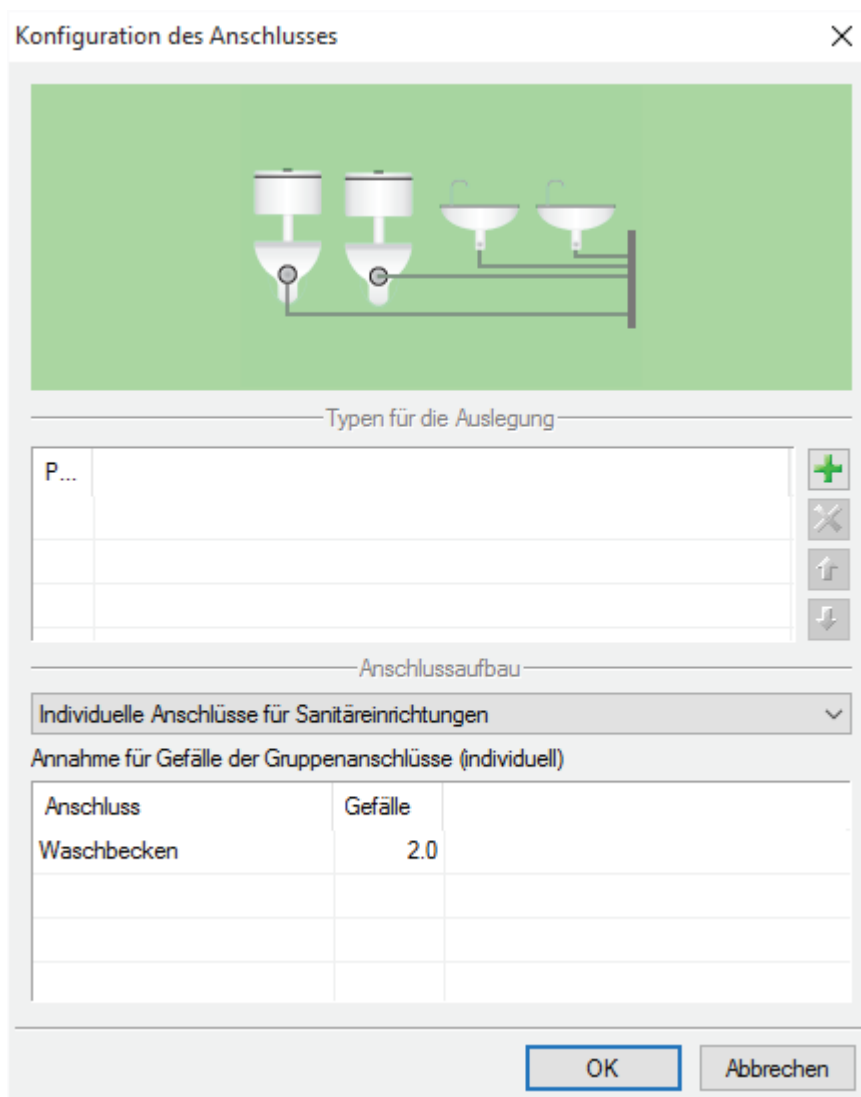 Konfiguration des Anschlusses
Typen für die Auslegung
P...
Anschlussaufbau
Individuelle Anschlüsse für Sanitäreinrichtungen
Annahme für Gefälle der Gruppenanschlüsse (individuell)
Anschluss Gefälle
Waschbecken 2.0
OK Abbrechen